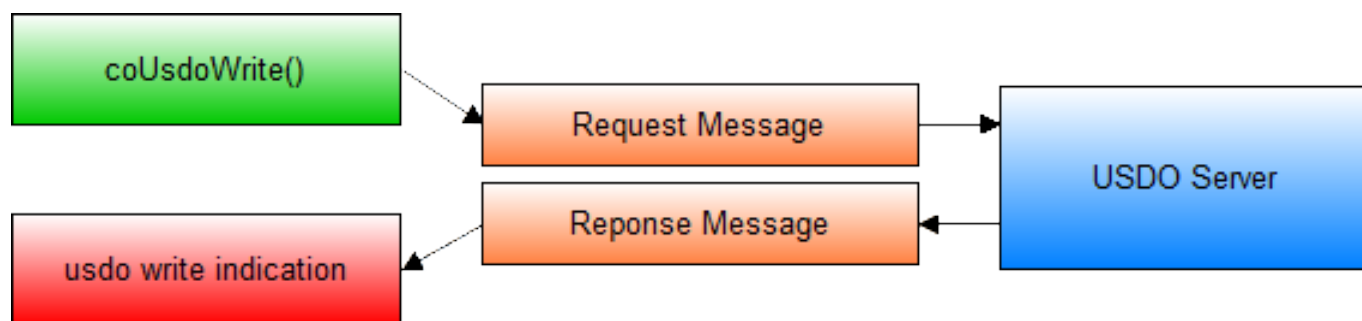 coUsdoWrite()
Request Message
USDO Server
Reponse Message
usdo write indication